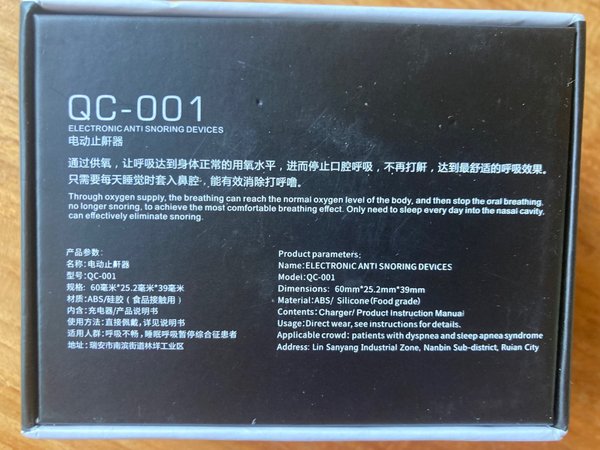 QC-001
ELECTRONIC ANTI SNORING DEVICES
电动止鼾器
通过供氧，让呼吸达到身体正常的用氧水平，进而停止口腔呼吸，不再打鼾，达到最舒适的呼吸效果。
只需要每天睡觉时套入鼻腔，能有效消除打呼噜。
Through oxygen supply, the breathing can reach the normal oxygen level of the body, and then stop the oral breathing,
no longer snoring, to achieve the most comfortable breathing effect. Only need to sleep every day into the nasal cavity,
can effectively eliminate snoring.
产品参数:
名称: 电动止鼾器
型号: QC-001
规格: 60毫米*25.2毫米*39毫米
材质: ABS/硅胶（食品接触用）
内含: 充电器/产品说明书
使用方法: 直接佩戴，详见说明书
适用人群: 呼吸不畅，睡眠呼吸暂停综合征患者
地址: 瑞安市南滨街道林垟工业区
Product parameters:
Name: ELECTRONIC ANTI SNORING DEVICES
Model: QC-001
Dimensions: 60mm*25.2mm*39mm
Material: ABS/ Silicone (Food grade)
Contents: Charger/ Product Instruction Manual
Usage: Direct wear, see instructions for details.
Applicable crowd: patients with dyspnea and sleep apnea syndrome
Address: Lin Sanyang Industrial Zone, Nanbin Sub-district, Ruian City